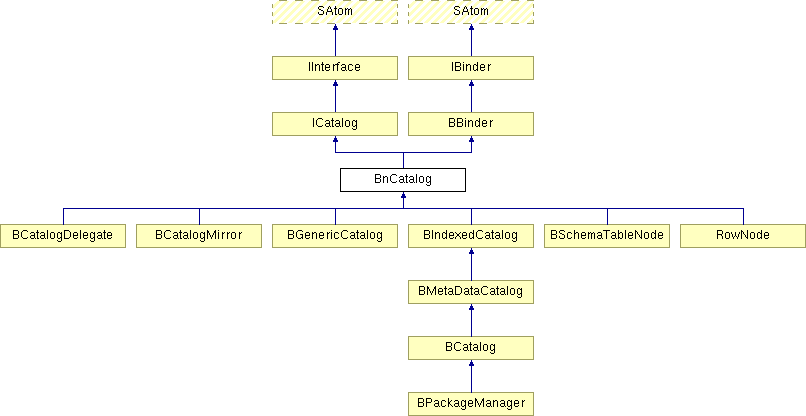 SAtom
SAtom
IInterface
IBinder
ICatalog
BBinder
BnCatalog
BCatalogDelegate
BCatalogMirror
BGenericCatalog
BIndexedCatalog
BSchemaTableNode
RowNode
BMetaDataCatalog
BCatalog
BPackageManager